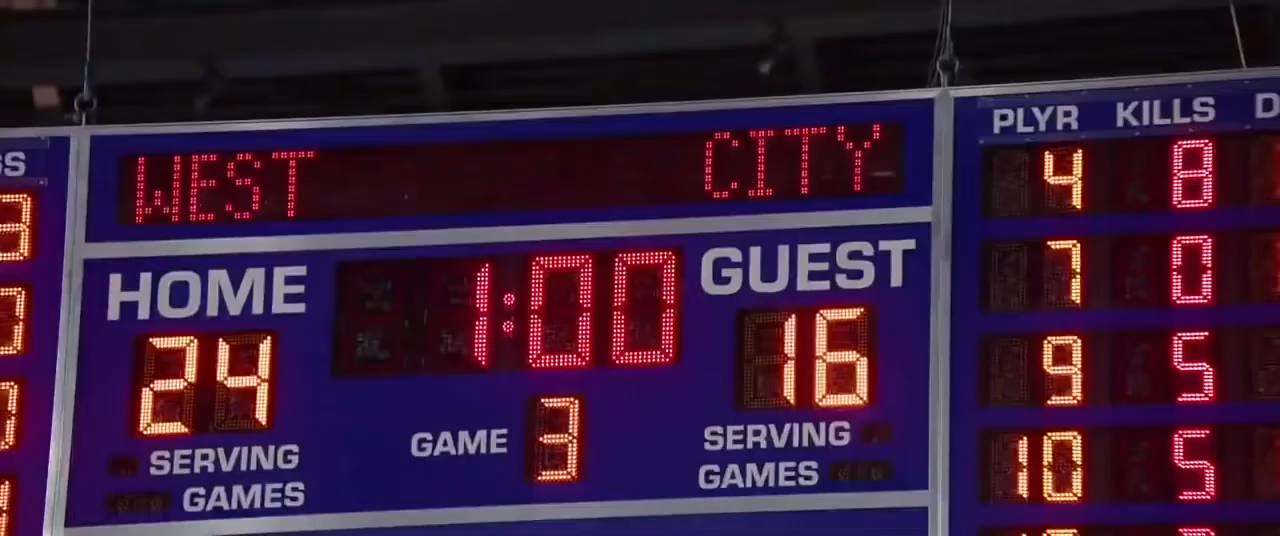 WEST CITY
HOME 1:00 GUEST
24 16
GAME 3
SERVING SERVING
GAMES GAMES
PLYR KILLS
4 8
7 0
9 5
10 5